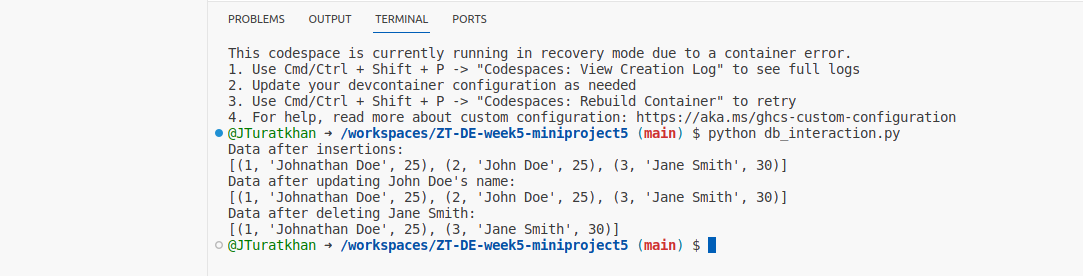 PROBLEMS OUTPUT TERMINAL PORTS
This codespace is currently running in recovery mode due to a container error.
1. Use Cmd/Ctrl + Shift + P -> "Codespaces: View Creation Log" to see full logs
2. Update your devcontainer configuration as needed
3. Use Cmd/Ctrl + Shift + P -> "Codespaces: Rebuild Container" to retry
4. For help, read more about custom configuration: https://aka.ms/ghcs-custom-configuration
@JTuratkhan ➜ /workspaces/ZT-DE-week5-miniproject5 (main) $ python db_interaction.py
Data after insertions:
[(1, 'Johnathan Doe', 25), (2, 'John Doe', 25), (3, 'Jane Smith', 30)]
Data after updating John Doe's name:
[(1, 'Johnathan Doe', 25), (2, 'John Doe', 25), (3, 'Jane Smith', 30)]
Data after deleting Jane Smith:
[(1, 'Johnathan Doe', 25), (3, 'Jane Smith', 30)]
@JTuratkhan ➜ /workspaces/ZT-DE-week5-miniproject5 (main) $